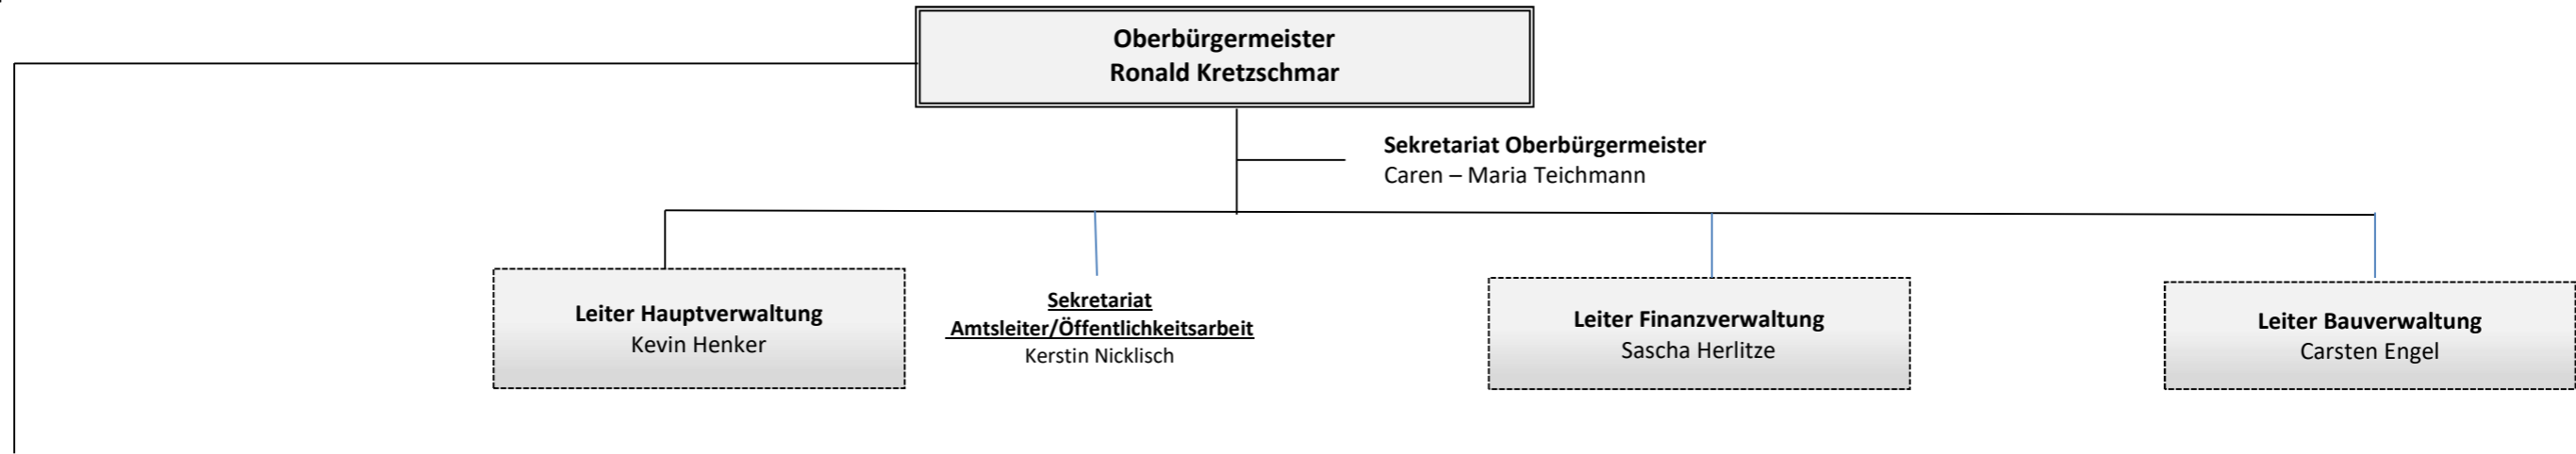 Oberbürgermeister
Ronald Kretzschmar
Sekretariat Oberbürgermeister
Caren – Maria Teichmann
Leiter Hauptverwaltung
Kevin Henker
Sekretariat
Amtsleiter/Öffentlichkeitsarbeit
Kerstin Nicklisch
Leiter Finanzverwaltung
Sascha Herlitze
Leiter Bauverwaltung
Carsten Engel